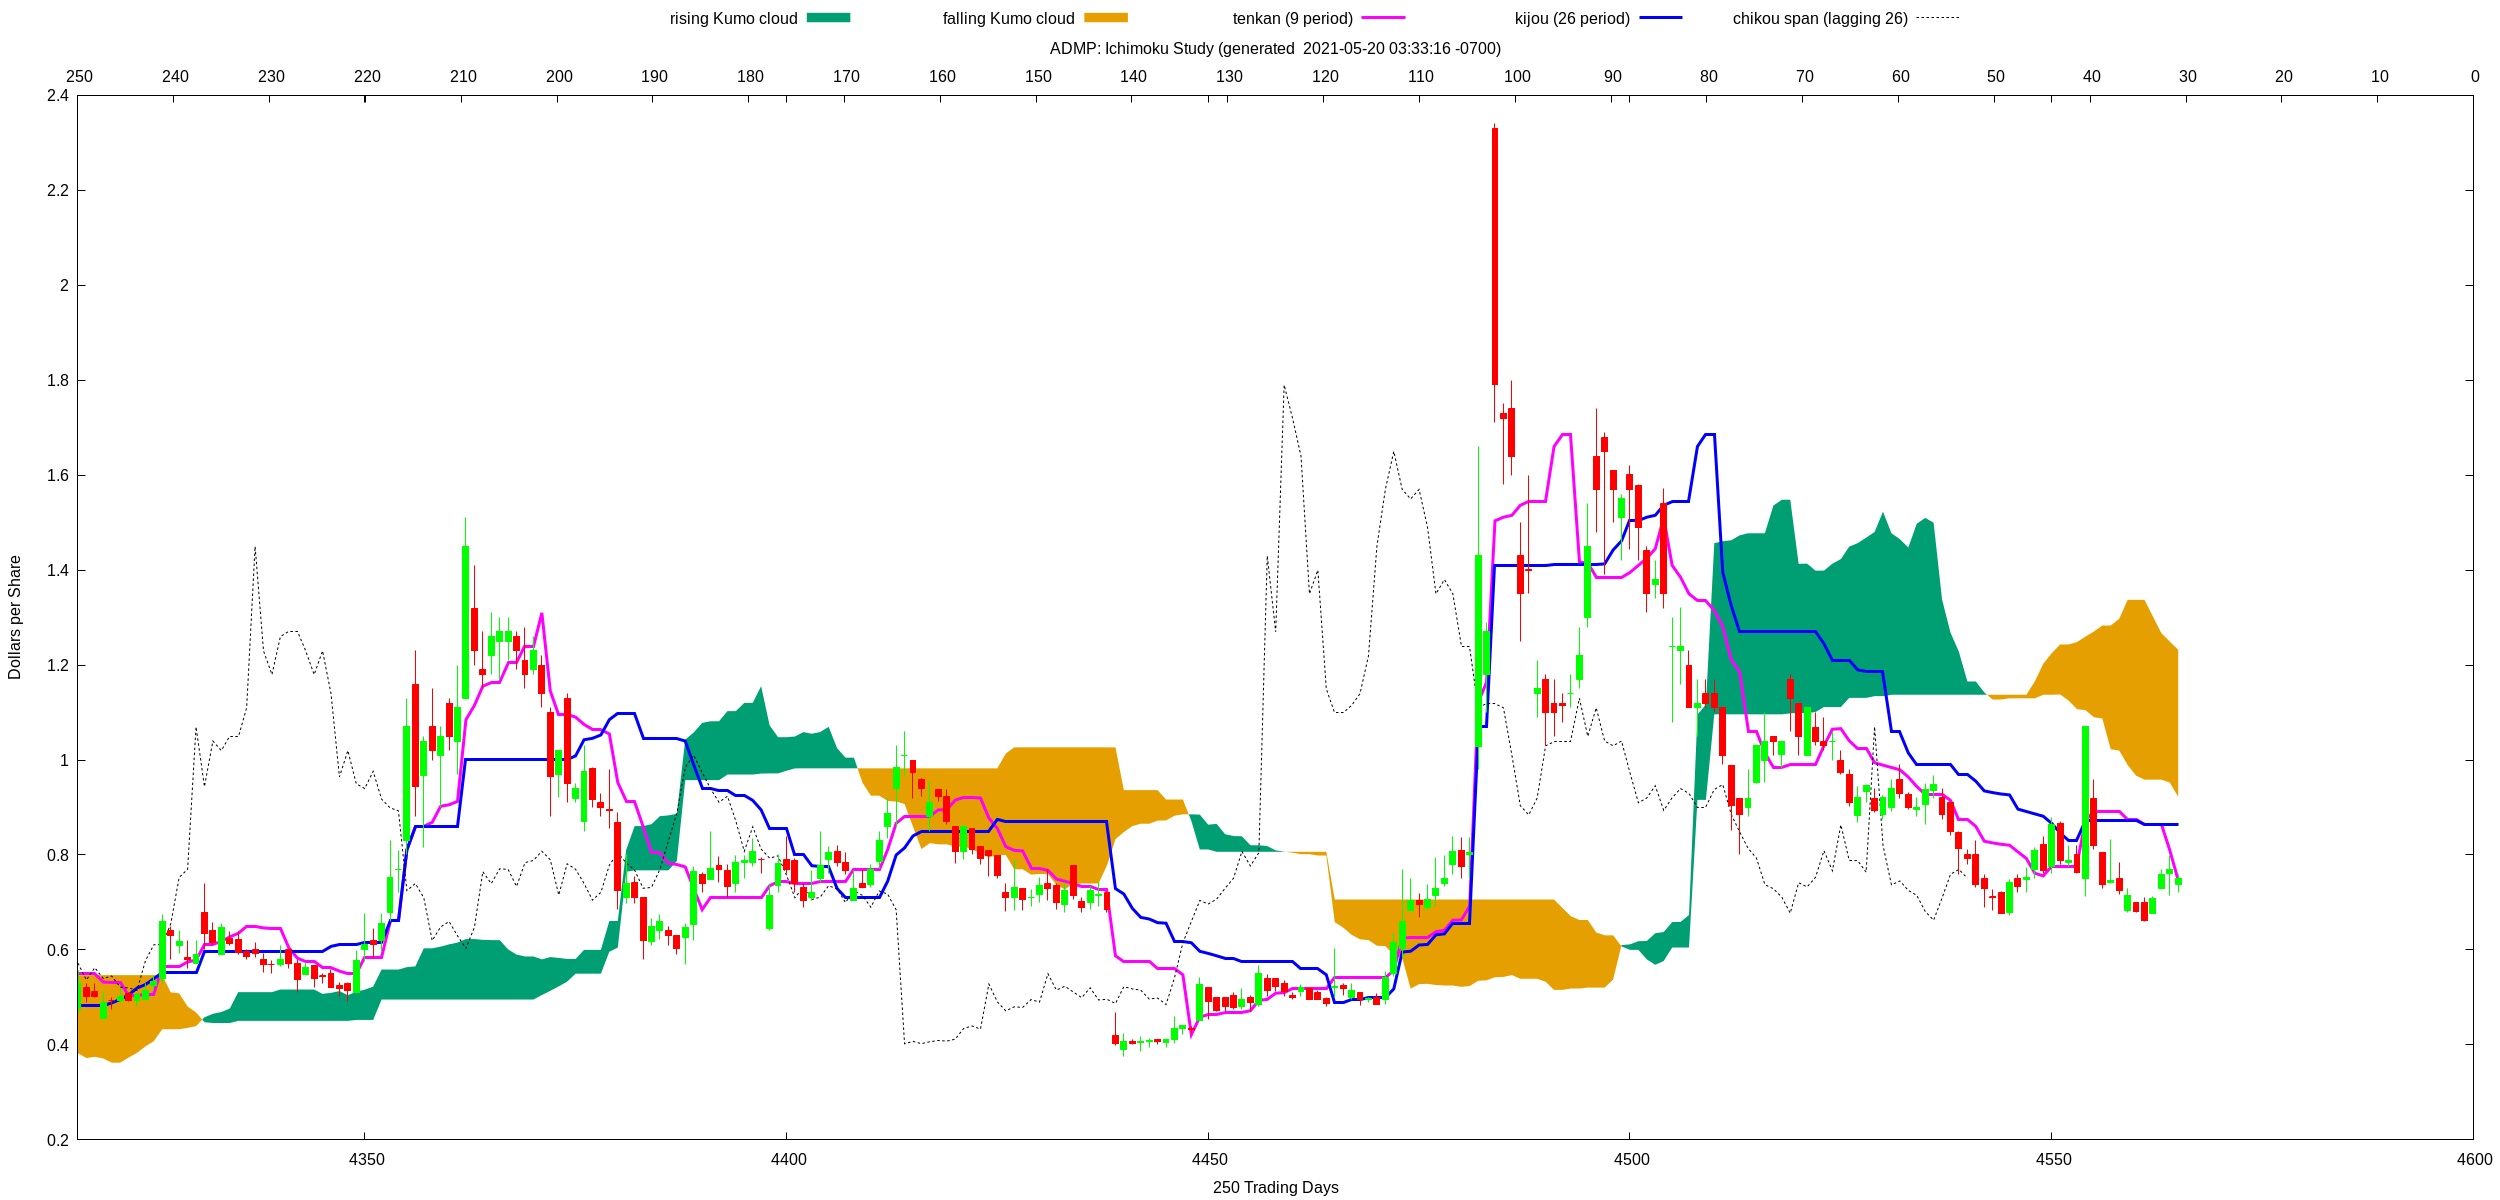 rising Kumo cloud falling Kumo cloud tenkan (9 period) kijou (26 period) chikou span (lagging 26)
ADMP: Ichimoku Study (generated  2021-05-20 03:33:16 -0700)
250 240 230 220 210 200 190 180 170 160 150 140 130 120 110 100 90 80 70 60 50 40 30 20 10 0
2.4
2.2
2
1.8
1.6
1.4
1.2
1
0.8
0.6
0.4
0.2
Dollars per Share
4350 4400 4450 4500 4550 4600
250 Trading Days